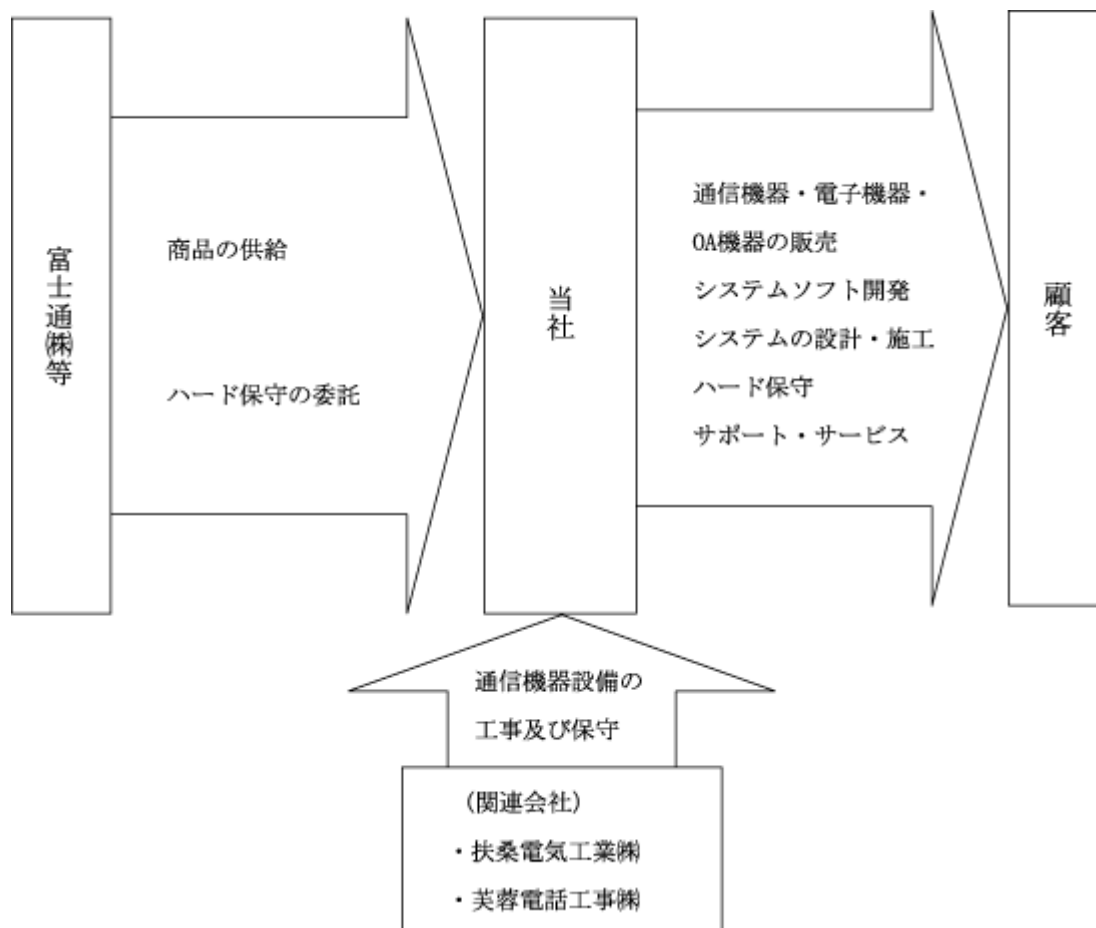 富士通㈱等
商品の供給
ハード保守の委託
当社
通信機器・電子機器・
OA機器の販売
システムソフト開発
システムの設計・施工
ハード保守
サポート・サービス
顧客
通信機器設備の
工事及び保守
(関連会社)
・扶桑電気工業㈱
・芙蓉電話工事㈱